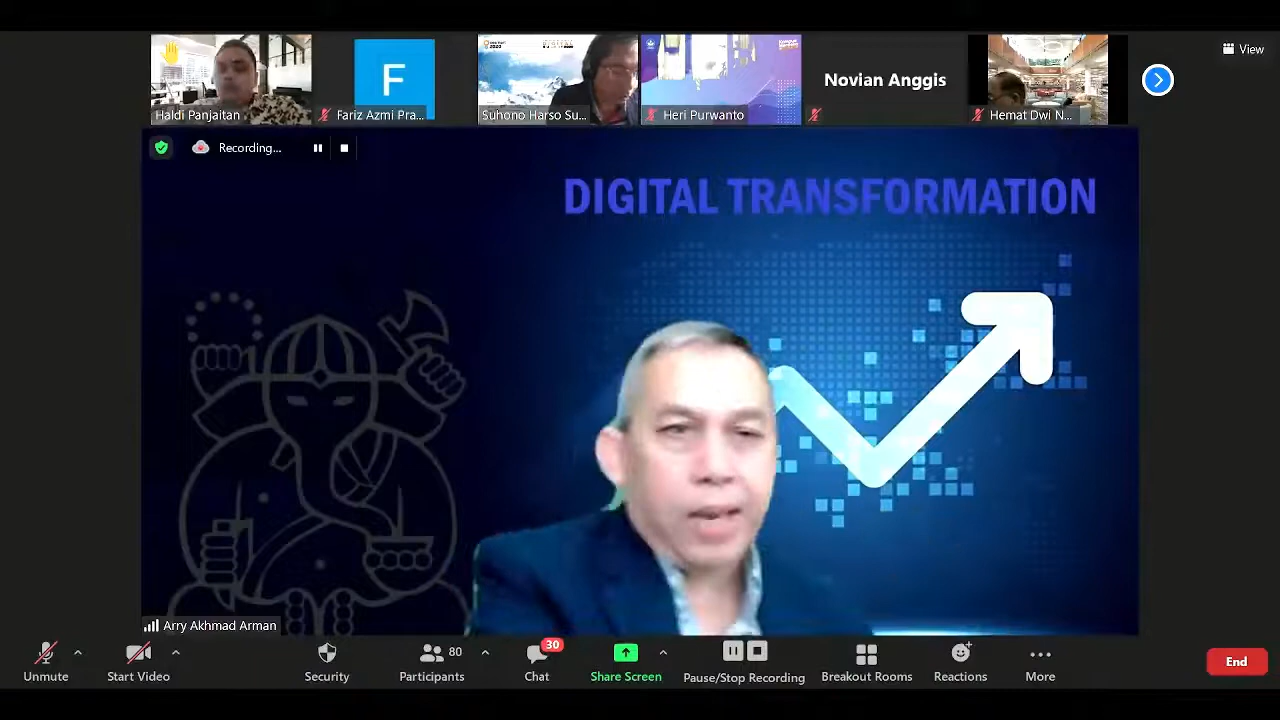 View
F
Novian Anggis
Haldi Panjaitan
Fariz Azmi Pra...
Suhono Harso Su...
Heri Purwanto
Hemat Dwi N...
Recording...
DIGITAL TRANSFORMATION
Arry Akhmad Arman
30
80
Unmute
Start Video
Security
Participants
Chat
Share Screen
Pause/Stop Recording
Breakout Rooms
Reactions
More
End